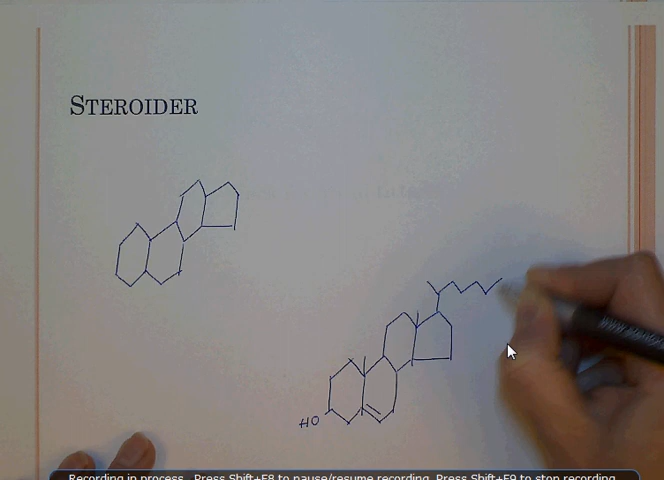 STEROIDER
HO
Recording in process. Press Shift+F8 to pause/resume recording. Press Shift+F9 to stop recording.